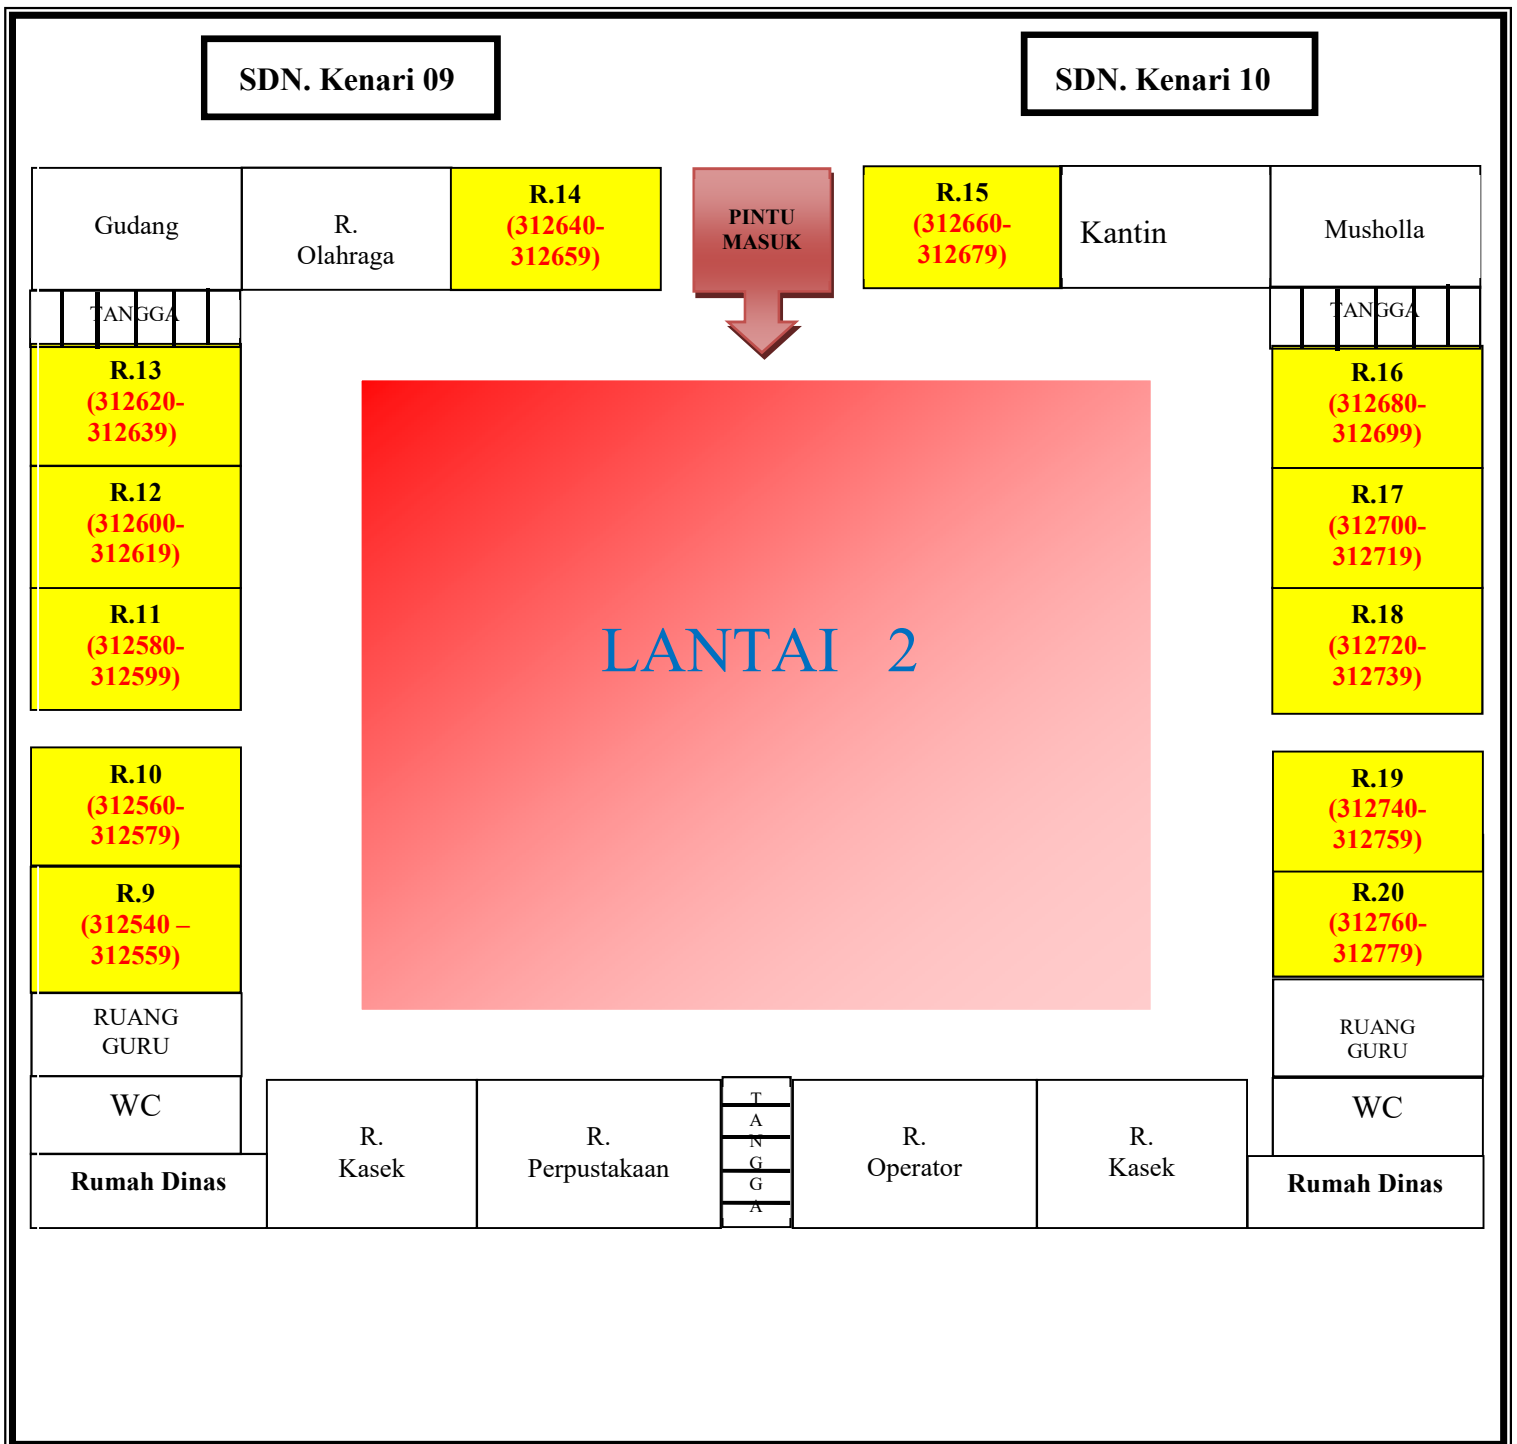 SDN. Kenari 09
SDN. Kenari 10
Gudang
R.
Olahraga
R.14
(312640-
312659)
PINTU
MASUK
R.15
(312660-
312679)
Kantin
Musholla
TANGGA
TANGGA
R.13
(312620-
312639)
R.12
(312600-
312619)
R.11
(312580-
312599)
R.10
(312560-
312579)
R.9
(312540 –
312559)
RUANG
GURU
WC
Rumah Dinas
LANTAI 2
R.16
(312680-
312699)
R.17
(312700-
312719)
R.18
(312720-
312739)
R.19
(312740-
312759)
R.20
(312760-
312779)
RUANG
GURU
WC
Rumah Dinas
R.
Kasek
R.
Perpustakaan
T
A
N
G
G
A
R.
Operator
R.
Kasek